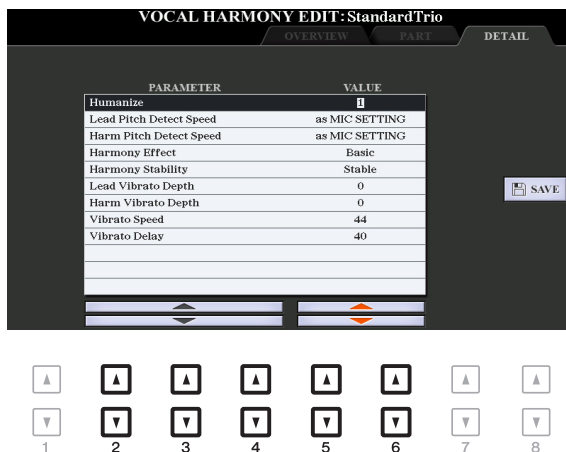 VOCAL HARMONY EDIT: StandardTrio
OVERVIEW PART DETAIL
PARAMETER VALUE
Humanize 1
Lead Pitch Detect Speed as MIC SETTING
Harm Pitch Detect Speed as MIC SETTING
Harmony Effect Basic
Harmony Stability Stable
Lead Vibrato Depth 0
SAVE
Harm Vibrato Depth 0
Vibrato Speed 44
Vibrato Delay 40
1 2 3 4 5 6 7 8